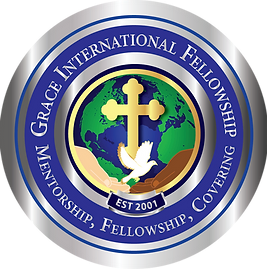 Grace International Fellowship
EST 2001
Mentorship, Fellowship, Covering